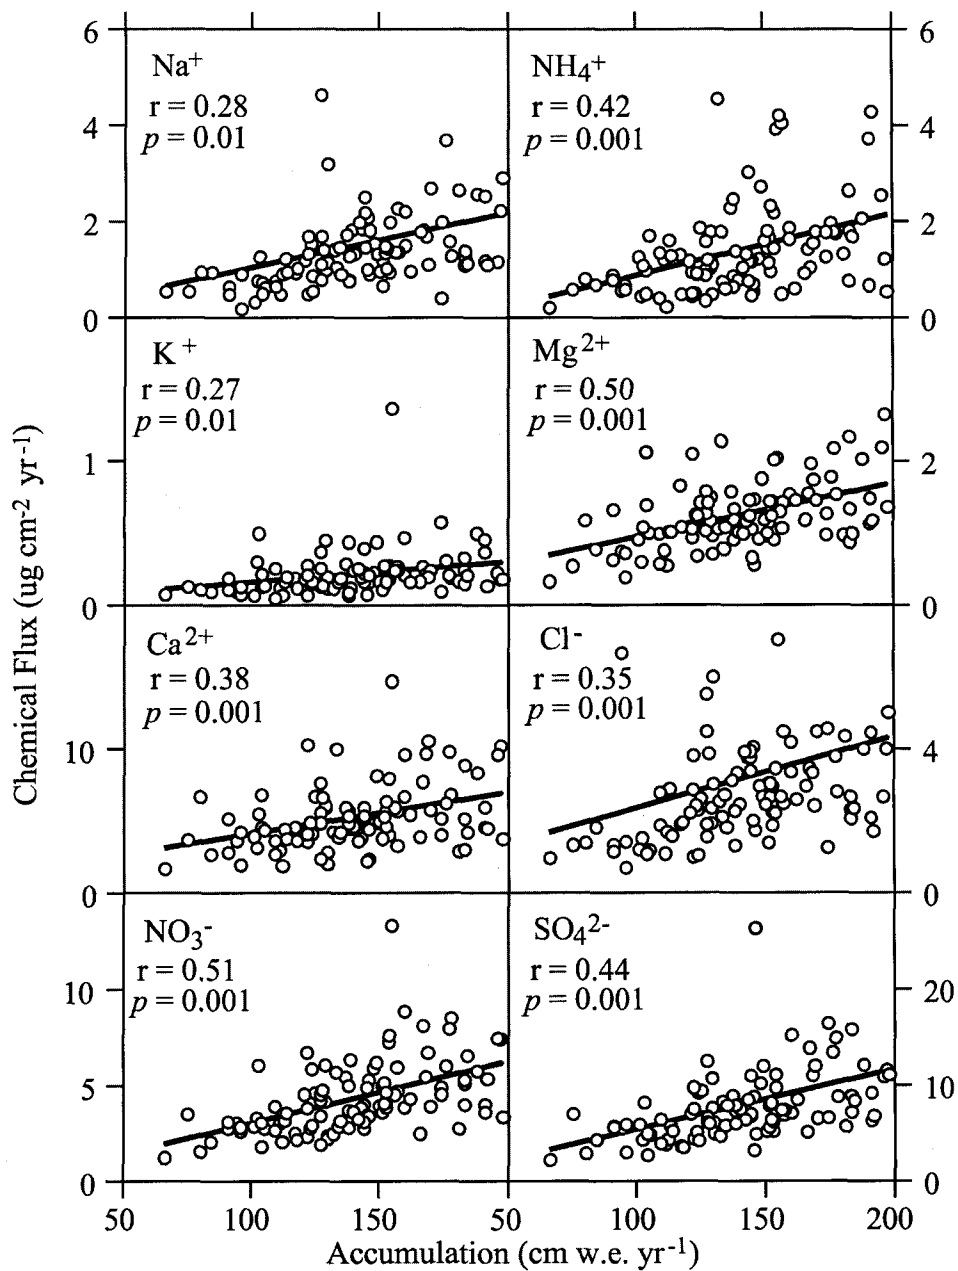 6
6
Na+
r = 0.28
p = 0.01
NH4+
r = 0.42
p = 0.001
4
4
2
2
0
0
K +
r = 0.27
p = 0.01
Mg2+
r = 0.50
p = 0.001
1
2
0
0
Ca2+
r = 0.38
p = 0.001
Cl-
r = 0.35
p = 0.001
10
4
0
0
NO3-
r = 0.51
p = 0.001
SO42-
r = 0.44
p = 0.001
10
20
5
10
0
0
50
100
150
50
100
150
200
Chemical Flux (ug cm-2 yr-1)
Accumulation (cm w.e. yr-1)